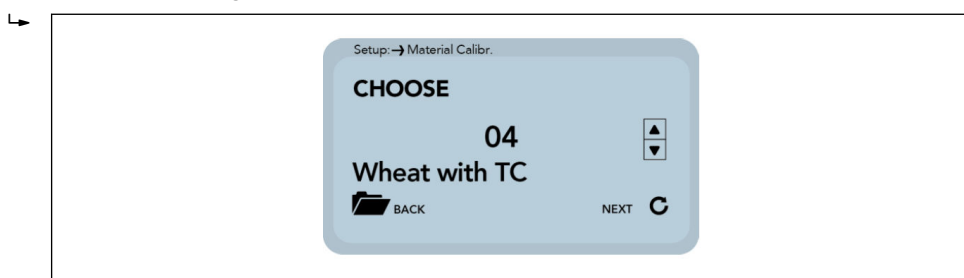 Setup:→Material Calibr.
CHOOSE
04
Wheat with TC
BACK NEXT